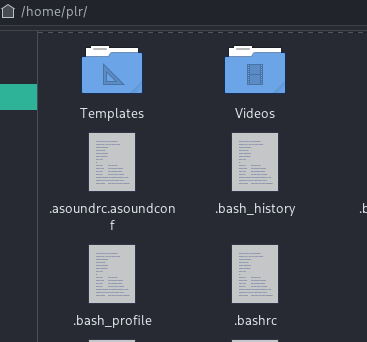 /home/plr/
Templates
Videos
.asoundrc.asoundcon
f
.bash_history
.bash_profile
.bashrc